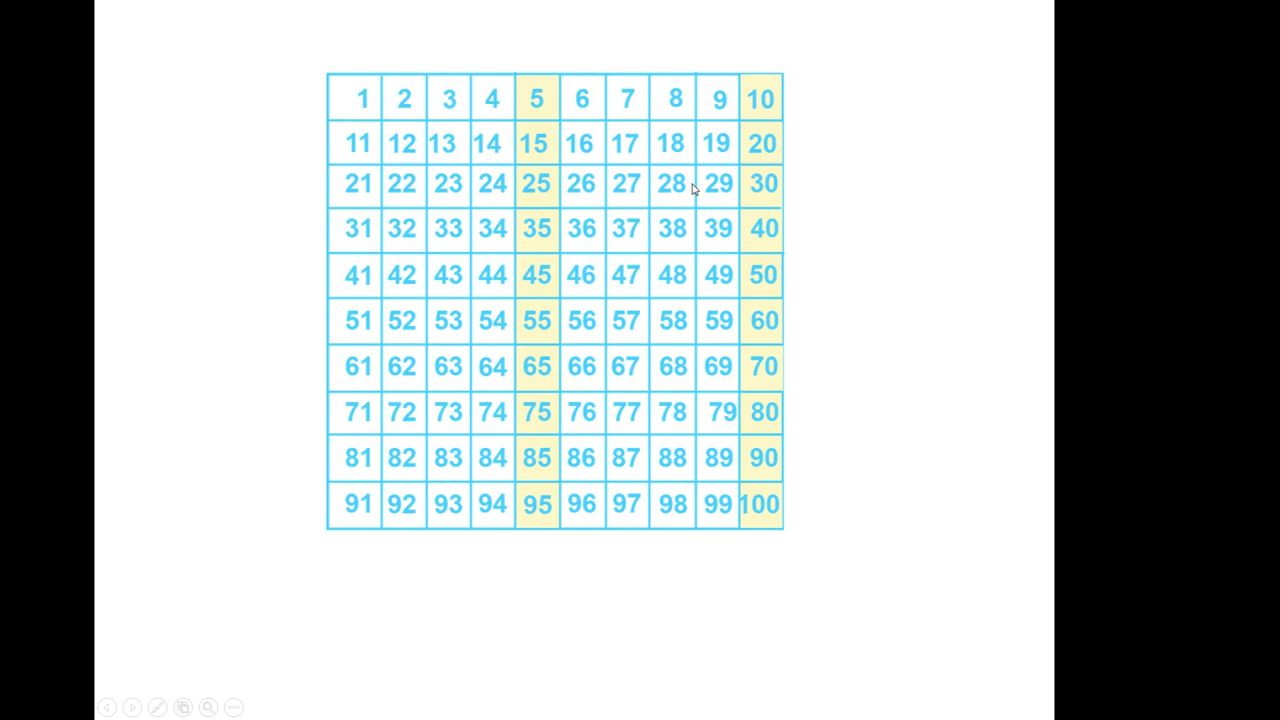 1 2 3 4 5 6 7 8 9 10
11 12 13 14 15 16 17 18 19 20
21 22 23 24 25 26 27 28 29 30
31 32 33 34 35 36 37 38 39 40
41 42 43 44 45 46 47 48 49 50
51 52 53 54 55 56 57 58 59 60
61 62 63 64 65 66 67 68 69 70
71 72 73 74 75 76 77 78 79 80
81 82 83 84 85 86 87 88 89 90
91 92 93 94 95 96 97 98 99 100